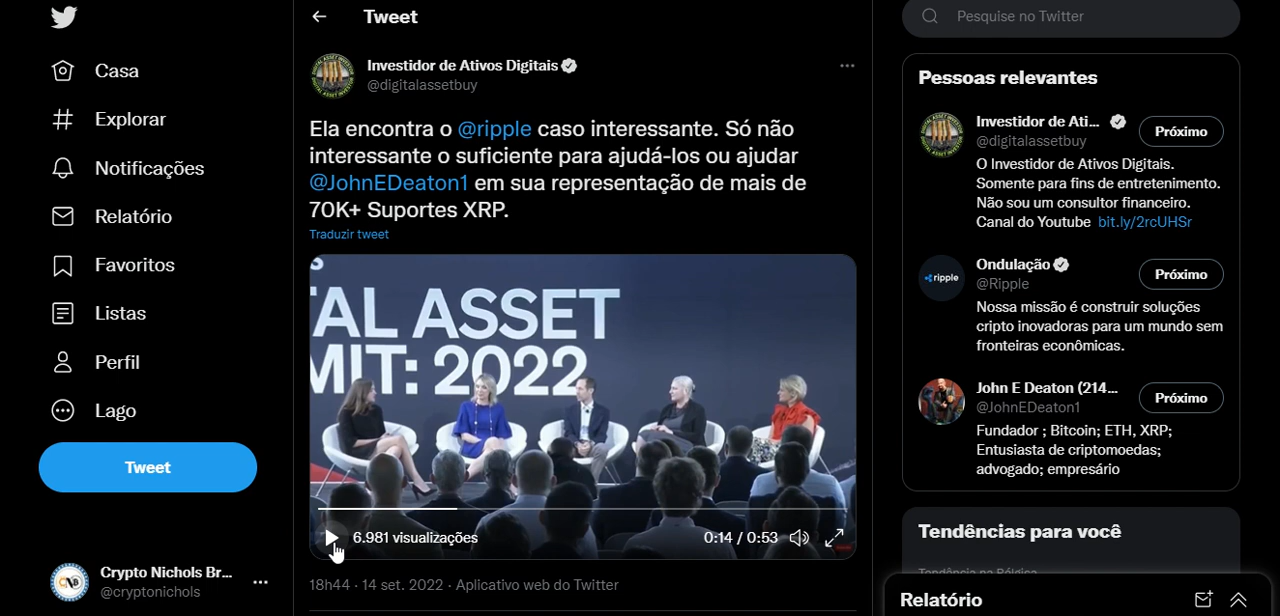 Tweet
Pesquise no Twitter
Casa
Explorar
Notificações
Relatório
Favoritos
Listas
Perfil
Lago
Tweet
Crypto Nichols Br...
@cryptonichols
Investidor de Ativos Digitais
@digitalassetbuy
Ela encontra o @ripple caso interessante. Só não
interessante o suficiente para ajudá-los ou ajudar
@JohnEDeaton1 em sua representação de mais de
70K+ Suportes XRP.
Traduzir tweet
TAL ASSET
MIT: 2022
6.981 visualizações
0:14 / 0:53
18h44 · 14 set. 2022 · Aplicativo web do Twitter
Pessoas relevantes
Investidor de Ati...
@digitalassetbuy
Próximo
O Investidor de Ativos Digitais.
Somente para fins de entretenimento.
Não sou um consultor financeiro.
Canal do Youtube bit.ly/2rcUHSr
ripple
Ondulação
@Ripple
Próximo
Nossa missão é construir soluções
cripto inovadoras para um mundo sem
fronteiras econômicas.
John E Deaton (214...
@JohnEDeaton1
Próximo
Fundador ; Bitcoin; ETH, XRP;
Entusiasta de criptomoedas;
advogado; empresário
Tendências para você
Tendência na Bélgica
Relatório